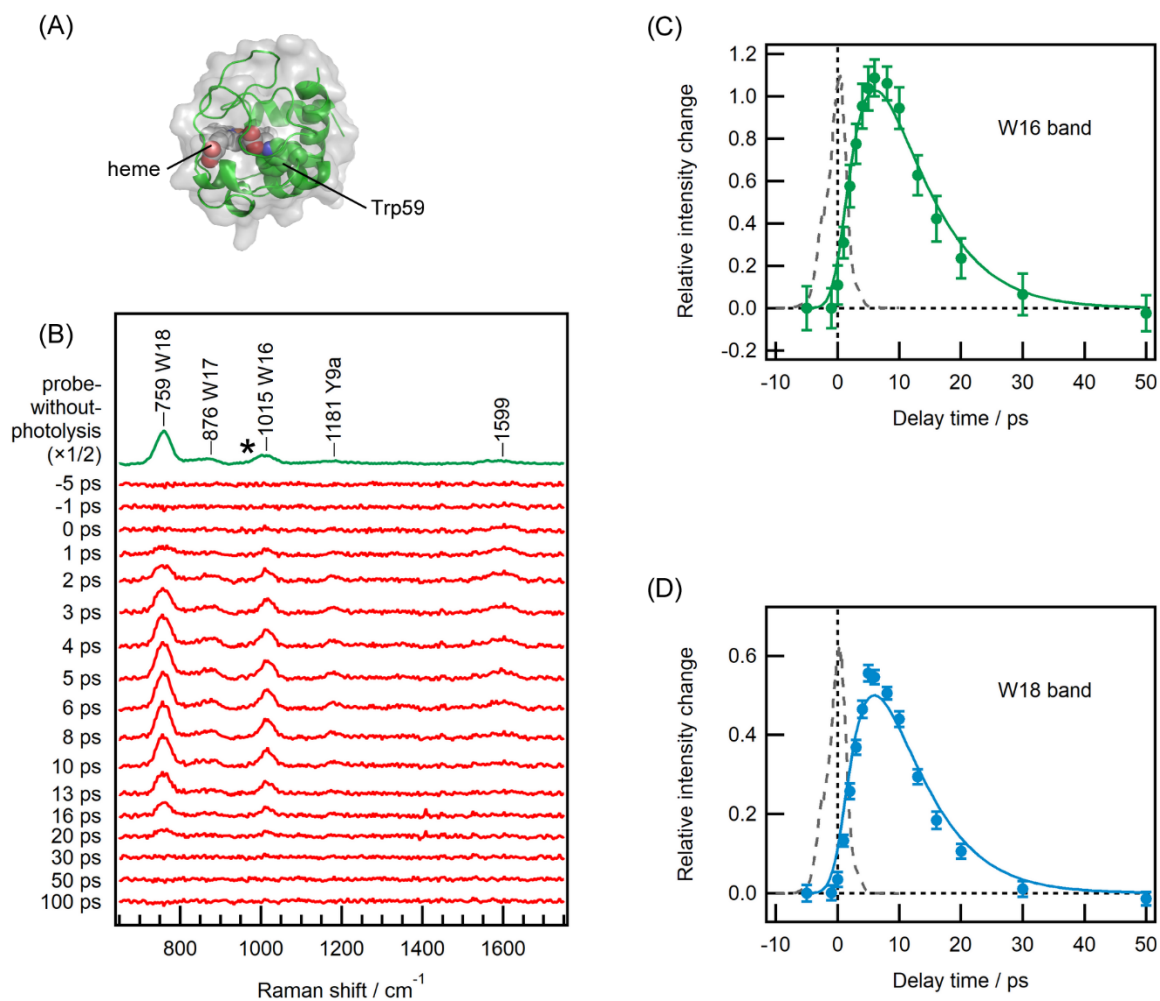 (A)
heme
Trp59
(B)
probe-
without-
photolysis
(×1/2)
759 W18
876 W17
*
1015 W16
1181 Y9a
1599
-5 ps
-1 ps
0 ps
1 ps
2 ps
3 ps
4 ps
5 ps
6 ps
8 ps
10 ps
13 ps
16 ps
20 ps
30 ps
50 ps
100 ps
800 1000 1200 1400 1600
Raman shift / cm⁻¹
(C)
Relative intensity change
1.2
1.0
0.8
0.6
0.4
0.2
0.0
-0.2
W16 band
-10 0 10 20 30 40 50
Delay time / ps
(D)
Relative intensity change
0.6
0.4
0.2
0.0
W18 band
-10 0 10 20 30 40 50
Delay time / ps